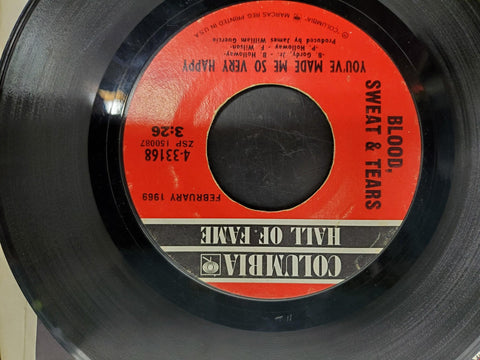 COLUMBIA
HALL OF FAME
FEBRUARY 1969
4-33168
ZSP 150087
3:26
BLOOD,
SWEAT & TEARS
YOU'VE MADE ME SO VERY HAPPY
-B. Gordy, Jr. - B. Holloway-
-P. Holloway - F. Wilson-
Produced by James William Guercio
"COLUMBIA", MARCAS REG. PRINTED IN U.S.A.